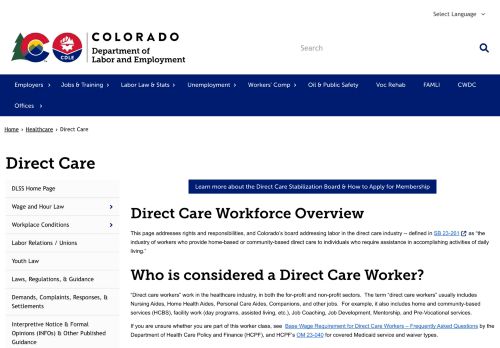 Select Language
COLORADO
Department of
Labor and Employment
CDLE
Search
Employers
Jobs & Training
Labor Law & Stats
Unemployment
Workers' Comp
Oil & Public Safety
Voc Rehab
FAMLI
CWDC
Offices
Home › Healthcare › Direct Care
Direct Care
DLSS Home Page
Wage and Hour Law
Workplace Conditions
Labor Relations / Unions
Youth Law
Laws, Regulations, & Guidance
Demands, Complaints, Responses, &
Settlements
Interpretive Notice & Formal
Opinions (INFOs) & Other Published
Guidance
Learn more about the Direct Care Stabilization Board & How to Apply for Membership
Direct Care Workforce Overview
This page addresses rights and responsibilities, and Colorado's board addressing labor in the direct care industry -- defined in SB 23-261 as "the
industry of workers who provide home-based or community-based direct care to individuals who require assistance in accomplishing activities of daily
living."
Who is considered a Direct Care Worker?
"Direct care workers" work in the healthcare industry, in both the for-profit and non-profit sectors. The term "direct care workers" usually includes
Nursing Aides, Home Health Aides, Personal Care Aides, Companions, and other jobs. For example, it also includes home and community-based
services (HCBS), facility work (day programs, assisted living, etc.), Job Coaching, Job Development, Mentorship, and Pre-Vocational services.
If you are unsure whether you are part of this worker class, see Base Wage Requirement for Direct Care Workers – Frequently Asked Questions by the
Department of Health Care Policy and Finance (HCPF), and HCPF's OM 23-040 for covered Medicaid service and waiver types.